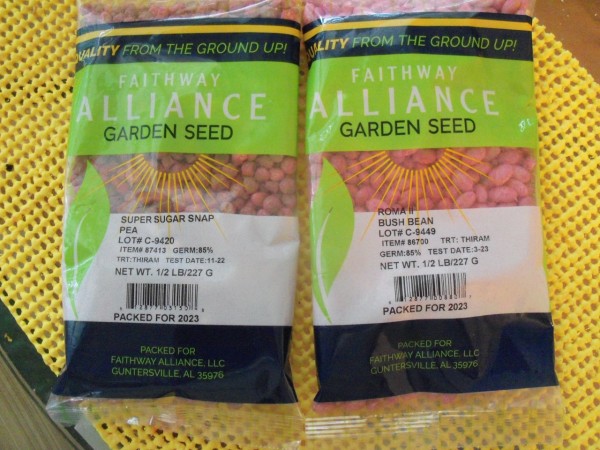 QUALITY FROM THE GROUND UP!
FAITHWAY
ALLIANCE
GARDEN SEED
SUPER SUGAR SNAP
PEA
LOT# C-9420
ITEM# 87413 GERM:85%
TRT:THIRAM TEST DATE:11-22
NET WT. 1/2 LB/227 G
PACKED FOR 2023
PACKED FOR
FAITHWAY ALLIANCE, LLC
GUNTERSVILLE, AL 35976
QUALITY FROM THE GROUND UP!
FAITHWAY
ALLIANCE
GARDEN SEED
ROMA II
BUSH BEAN
LOT# C-9449
ITEM# 86700 TRT: THIRAM
GERM:85% TEST DATE:3-23
NET WT. 1/2 LB/227 G
PACKED FOR 2023
PACKED FOR
FAITHWAY ALLIANCE, LLC
GUNTERSVILLE, AL 35976